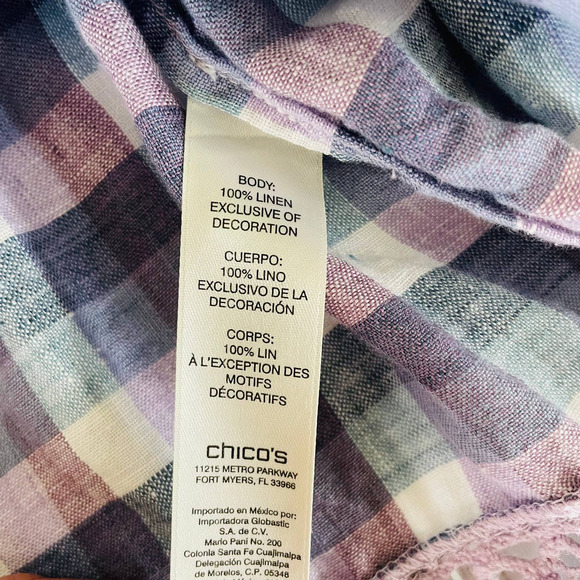 BODY:
100% LINEN
EXCLUSIVE OF
DECORATION
CUERPO:
100% LINO
EXCLUSIVO DE LA
DECORACIÓN
CORPS:
100% LIN
À L'EXCEPTION DES
MOTIFS
DÉCORATIFS
chico's
11215 METRO PARKWAY
FORT MYERS, FL 33966
Importado en México por:
Importadora Globastic
S.A. de C.V.
Mario Pani No. 200
Colonia Santa Fe Cuajimalpa
Delegación Cuajimalpa
de Morelos, C.P. 05348